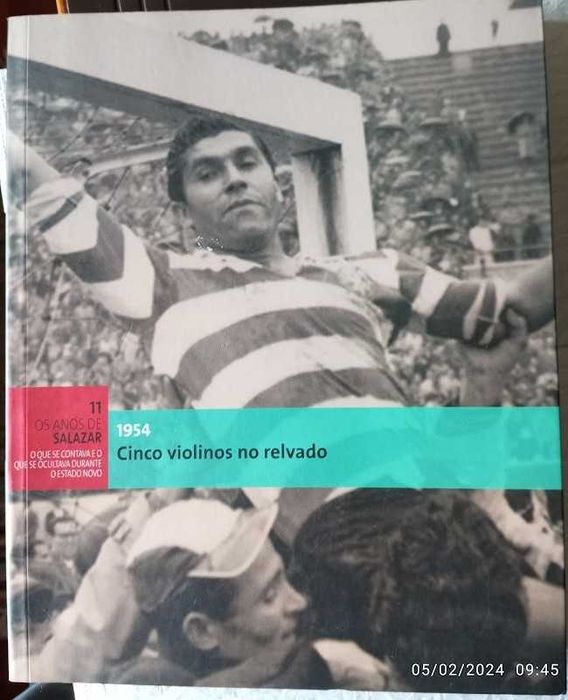 11
OS ANOS DE
SALAZAR
O QUE SE CONTAVA E O
QUE SE OCULTAVA DURANTE
O ESTADO NOVO
1954
Cinco violinos no relvado
05/02/2024 09:45